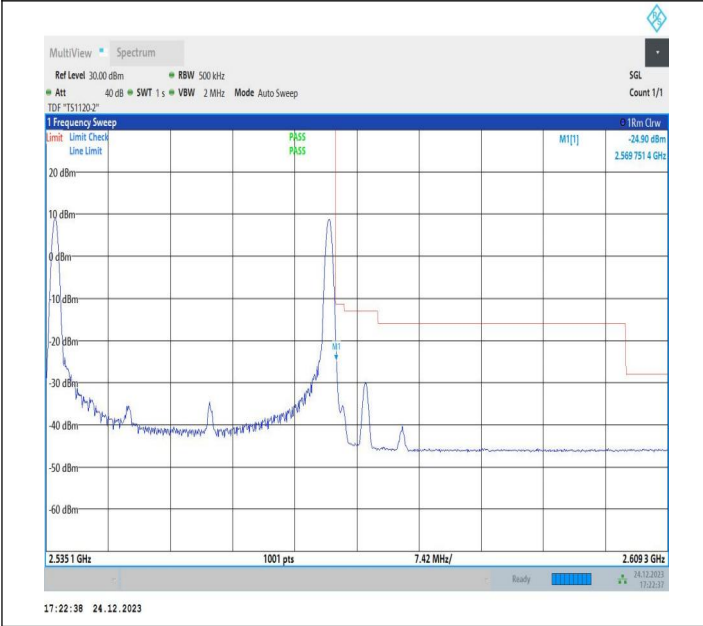 R&S
MultiView Spectrum
Ref Level 30.00 dBm RBW 500 kHz SGL
Att 40 dB SWT 1 s VBW 2 MHz Mode Auto Sweep Count 1/1
TDF "TS1120-2"
1 Frequency Sweep 1Rm Clrw
Limit Limit Check PASS M1[1] -24.90 dBm
Line Limit PASS 2.569 751 4 GHz
20 dBm
10 dBm
0 dBm
-10 dBm
-20 dBm
M1
-30 dBm
-40 dBm
-50 dBm
-60 dBm
2.535 1 GHz 1001 pts 7.42 MHz/ 2.609 3 GHz
Ready 24.12.2023
17:22:37
17:22:38 24.12.2023